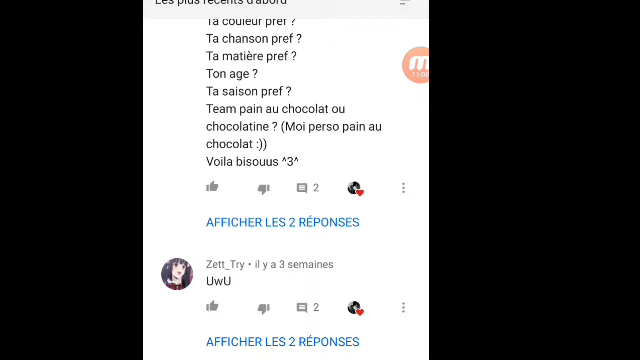 Les plus récents d'abord
Ta couleur pref ?
Ta chanson pref ?
Ta matière pref ?
Ton age ?
Ta saison pref ?
Team pain au chocolat ou
chocolatine ? (Moi perso pain au
chocolat :))
Voila bisouus ^3^
2
AFFICHER LES 2 RÉPONSES
Zett_Try • il y a 3 semaines
UwU
2
AFFICHER LES 2 RÉPONSES